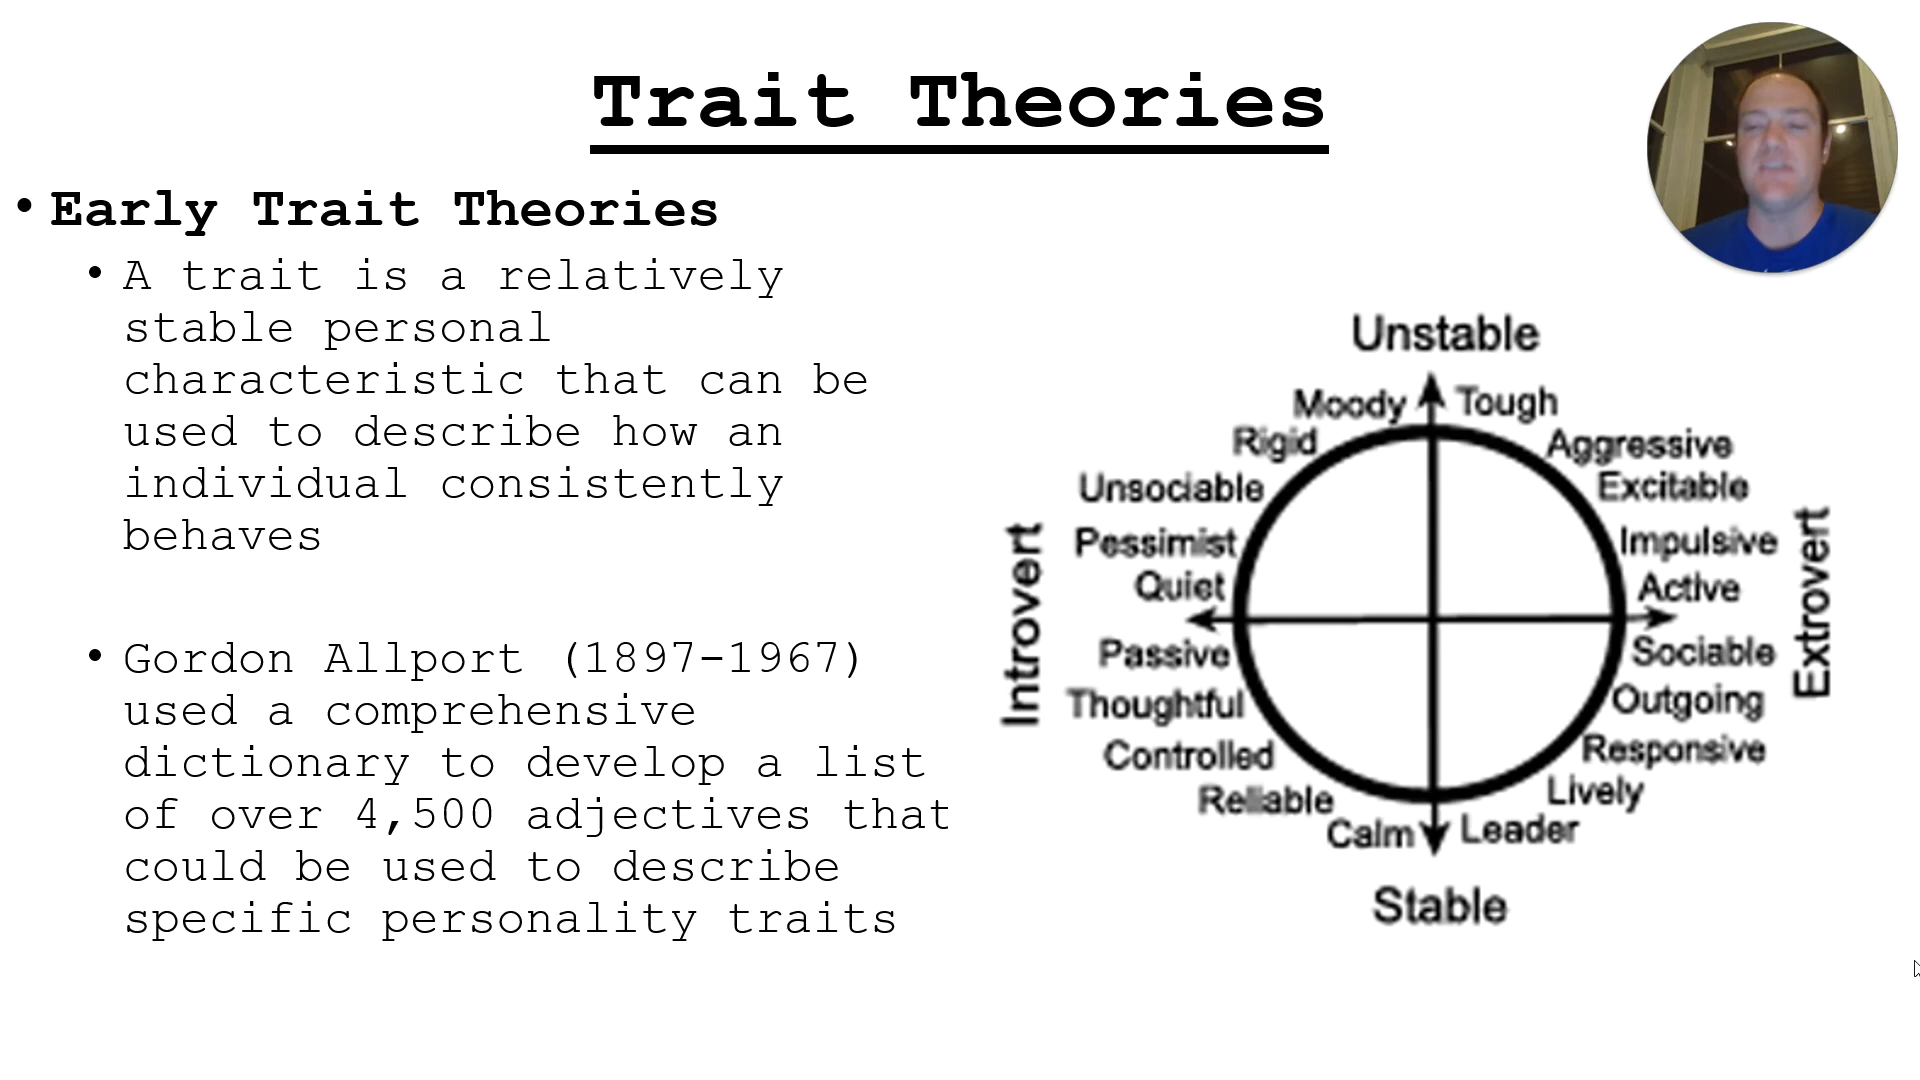 Trait Theories
• Early Trait Theories
• A trait is a relatively
stable personal
characteristic that can be
used to describe how an
individual consistently
behaves
• Gordon Allport (1897-1967)
used a comprehensive
dictionary to develop a list
of over 4,500 adjectives that
could be used to describe
specific personality traits
Unstable
Moody Tough
Rigid Aggressive
Unsociable Excitable
Pessimist Impulsive
Quiet Active
Introvert Extrovert
Passive Sociable
Thoughtful Outgoing
Controlled Responsive
Reliable Lively
Calm Leader
Stable